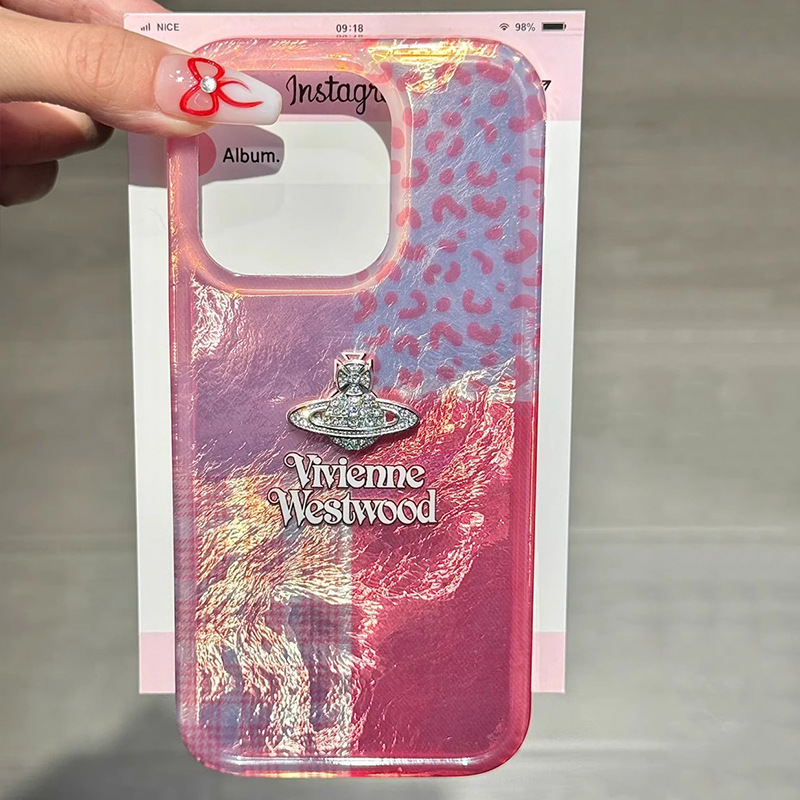 NICE 09:18 98%
Instagr
Album.
Vivienne
Westwood